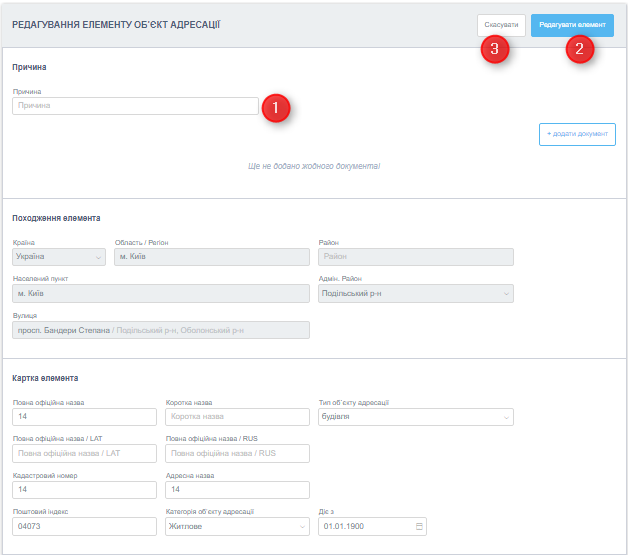 РЕДАГУВАННЯ ЕЛЕМЕНТУ ОБ'ЄКТ АДРЕСАЦІЇ
Скасувати
Редагувати елемент
3
2
Причина
Причина
Причина
1
+ додати документ
Ще не додано жодного документа!
Походження елемента
Країна
Область / Регіон
Район
Україна
м. Київ
Район
Населений пункт
Адмін. Район
м. Київ
Подільський р-н
Вулиця
просп. Бандери Степана / Подільський р-н, Оболонський р-н
Картка елемента
Повна офіційна назва
Коротка назва
Тип об'єкту адресації
14
Коротка назва
будівля
Повна офіційна назва / LAT
Повна офіційна назва / RUS
Повна офіційна назва / LAT
Повна офіційна назва / RUS
Кадастровий номер
Адресна назва
14
14
Поштовий індекс
Категорія об'єкту адресації
Діє з
04073
Житлове
01.01.1900